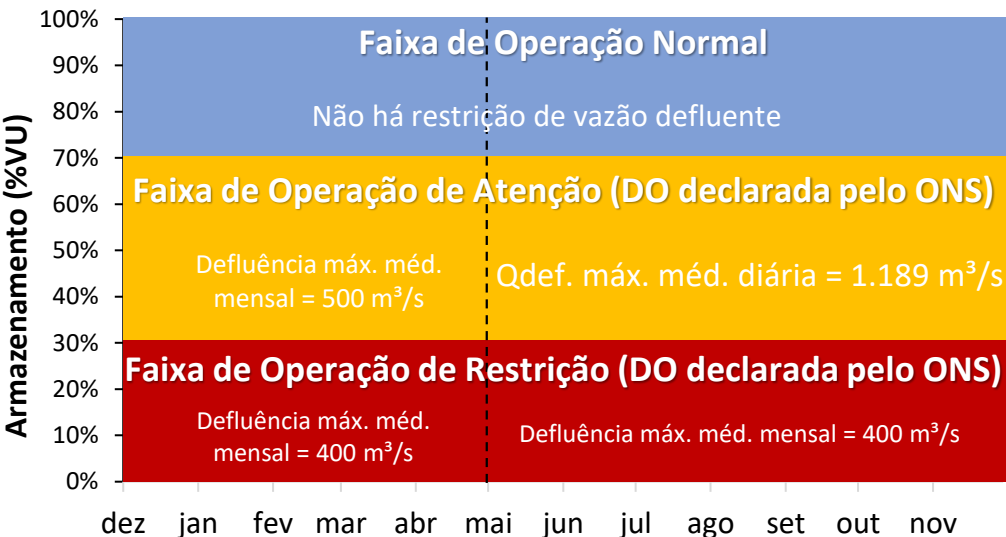 Armazenamento (%VU)
100%
90%
80%
70%
60%
50%
40%
30%
20%
10%
0%
Faixa de Operação Normal
Não há restrição de vazão defluente
Faixa de Operação de Atenção (DO declarada pelo ONS)
Defluência máx. méd.
mensal = 500 m³/s
Qdef. máx. méd. diária = 1.189 m³/s
Faixa de Operação de Restrição (DO declarada pelo ONS)
Defluência máx. méd.
mensal = 400 m³/s
Defluência máx. méd. mensal = 400 m³/s
dez jan fev mar abr mai jun jul ago set out nov